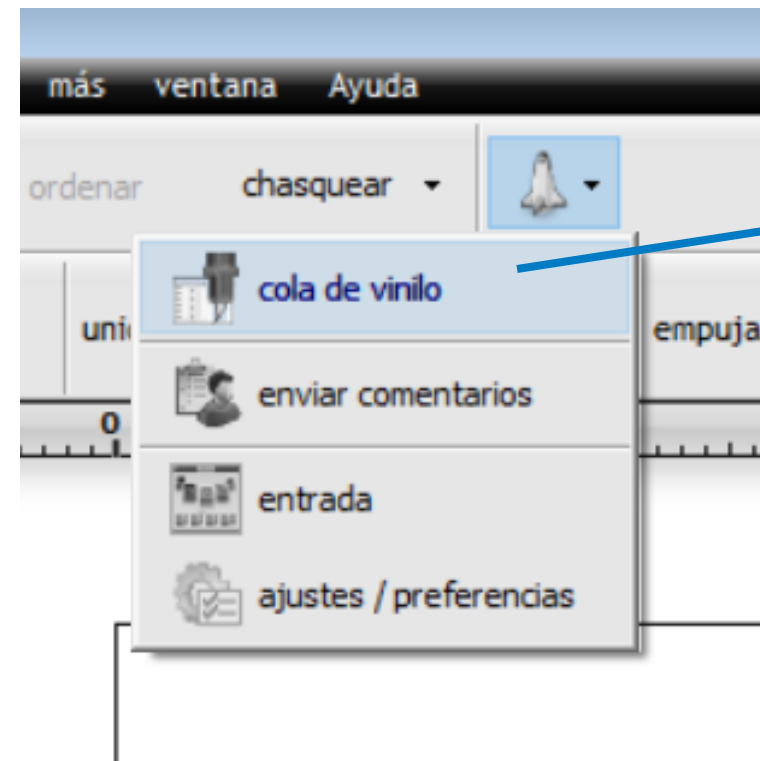 más ventana Ayuda
ordenar chasquear
cola de vinilo
enviar comentarios
0
entrada
ajustes / preferencias